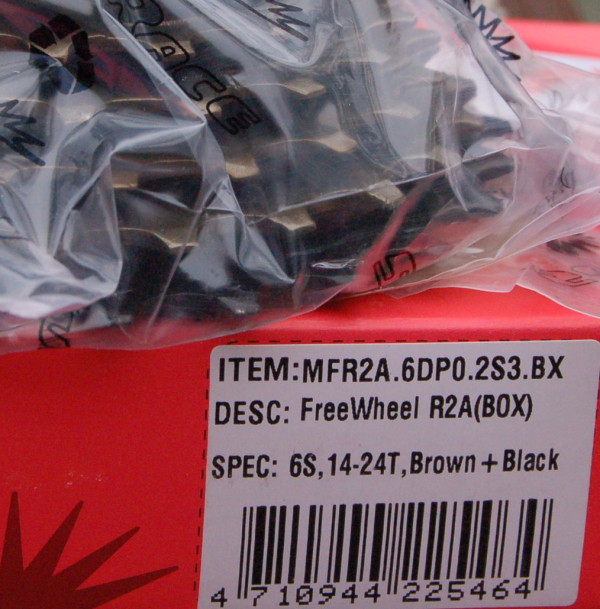 ITEM:MFR2A.6DP0.2S3.BX
DESC: FreeWheel R2A(BOX)
SPEC: 6S,14-24T,Brown+Black
4 710944 225464